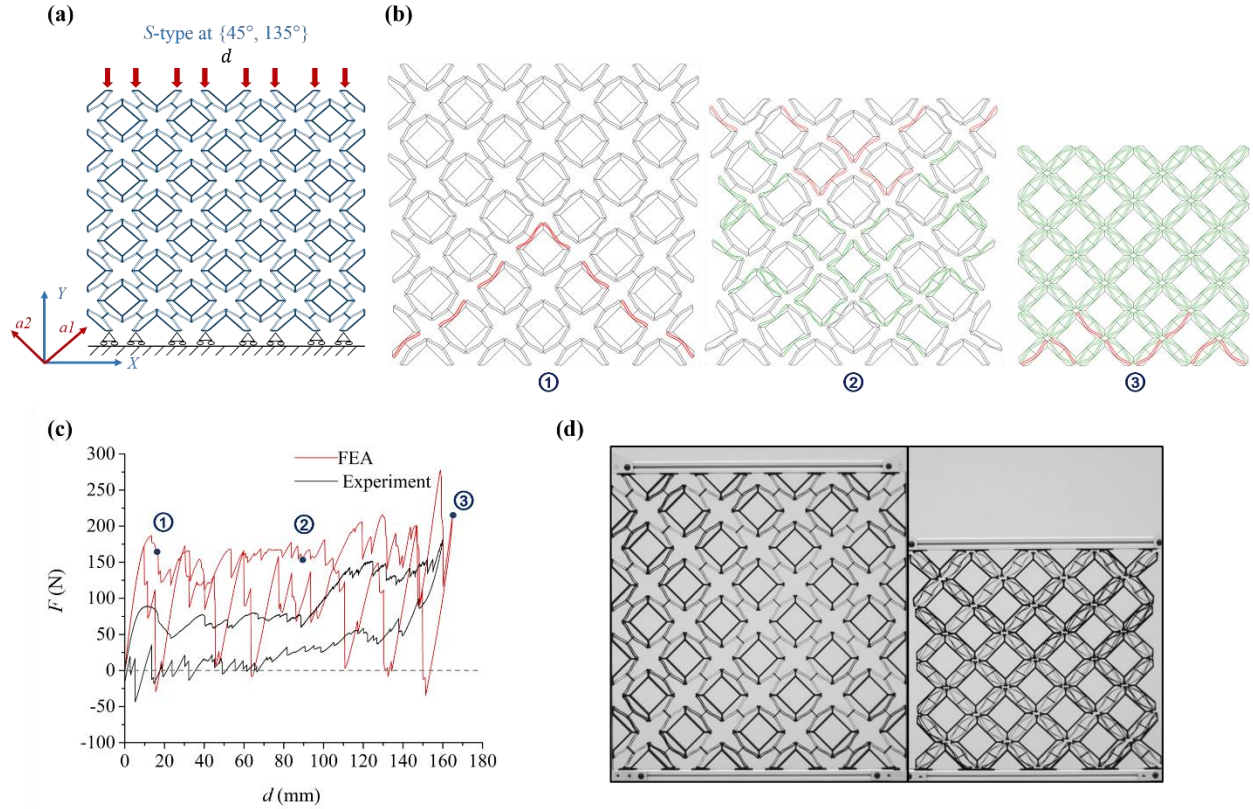 (a)
S-type at {45°, 135°}
d
Y
a2
a1
X
(b)
①
②
③
(c)
300
250
200
150
100
50
0
-50
-100
F (N)
FEA
Experiment
①
②
③
0 20 40 60 80 100 120 140 160 180
d (mm)
(d)